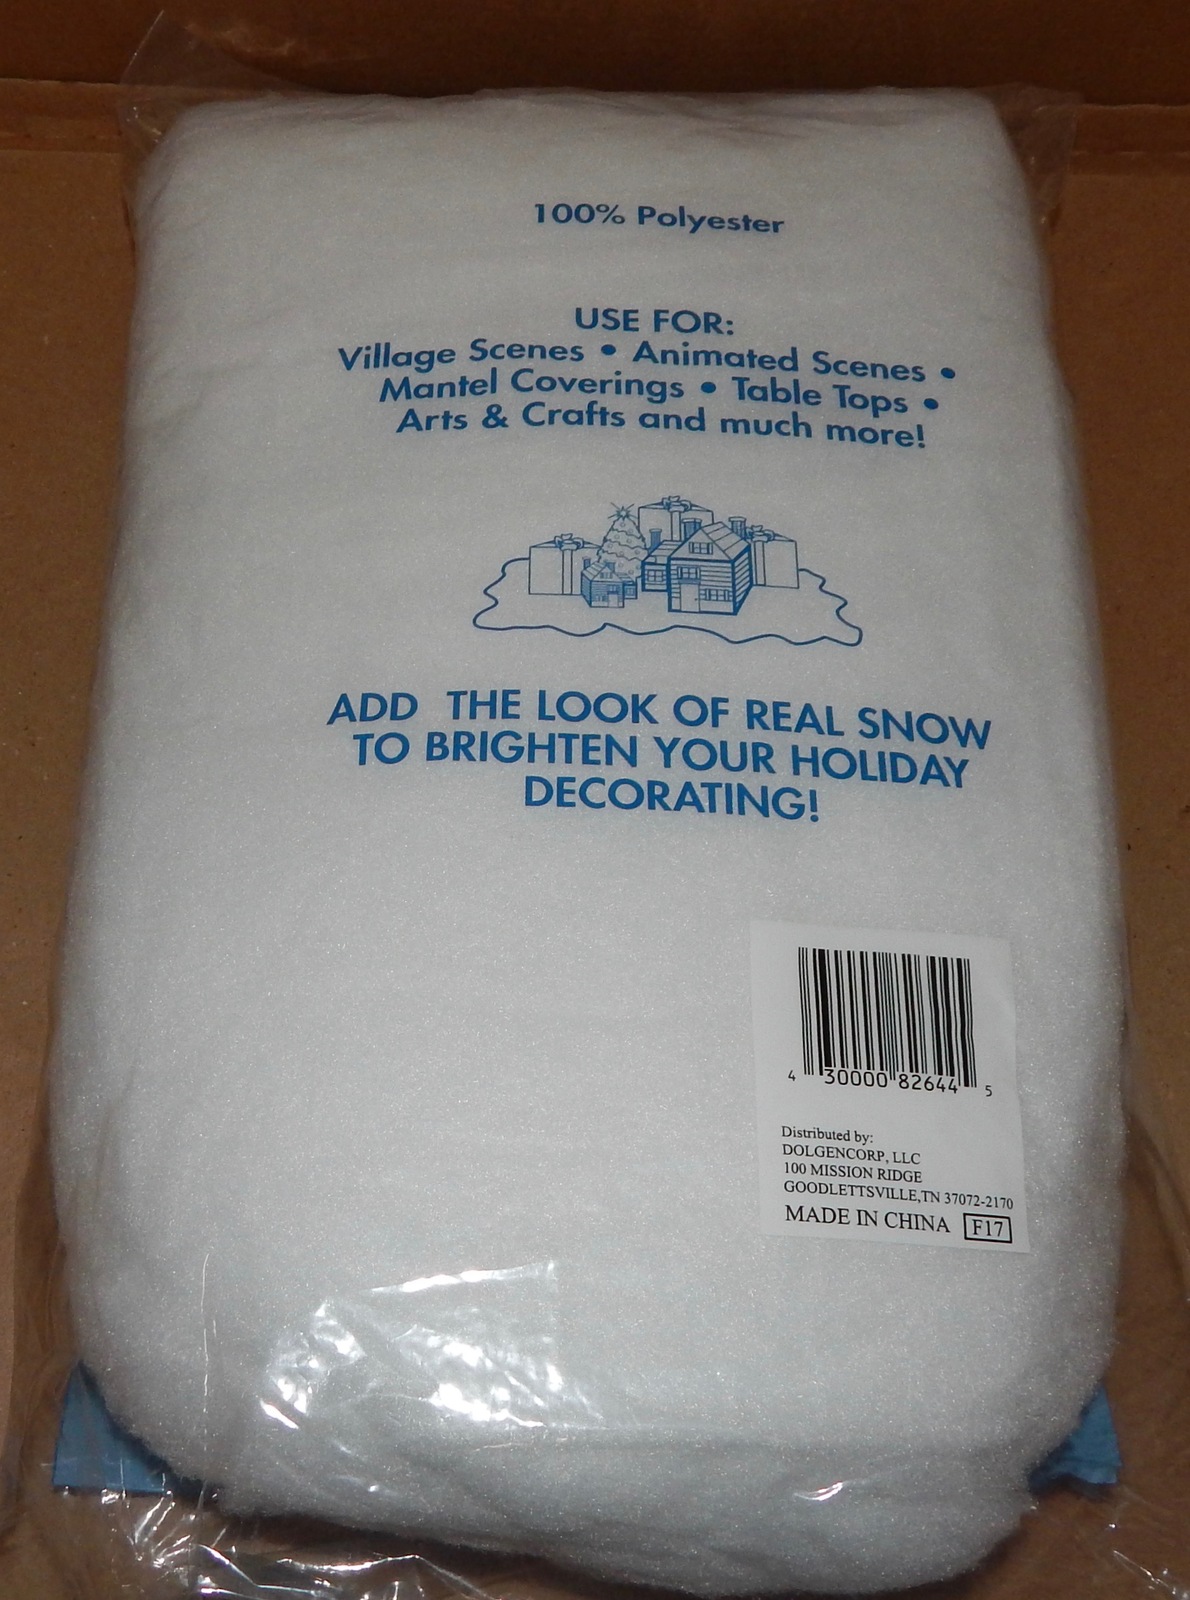 100% Polyester
USE FOR:
Village Scenes • Animated Scenes •
Mantel Coverings • Table Tops •
Arts & Crafts and much more!
ADD THE LOOK OF REAL SNOW
TO BRIGHTEN YOUR HOLIDAY
DECORATING!
4 30000 82644 5
Distributed by:
DOLGENCORP, LLC
100 MISSION RIDGE
GOODLETTSVILLE,TN 37072-2170
MADE IN CHINA F17